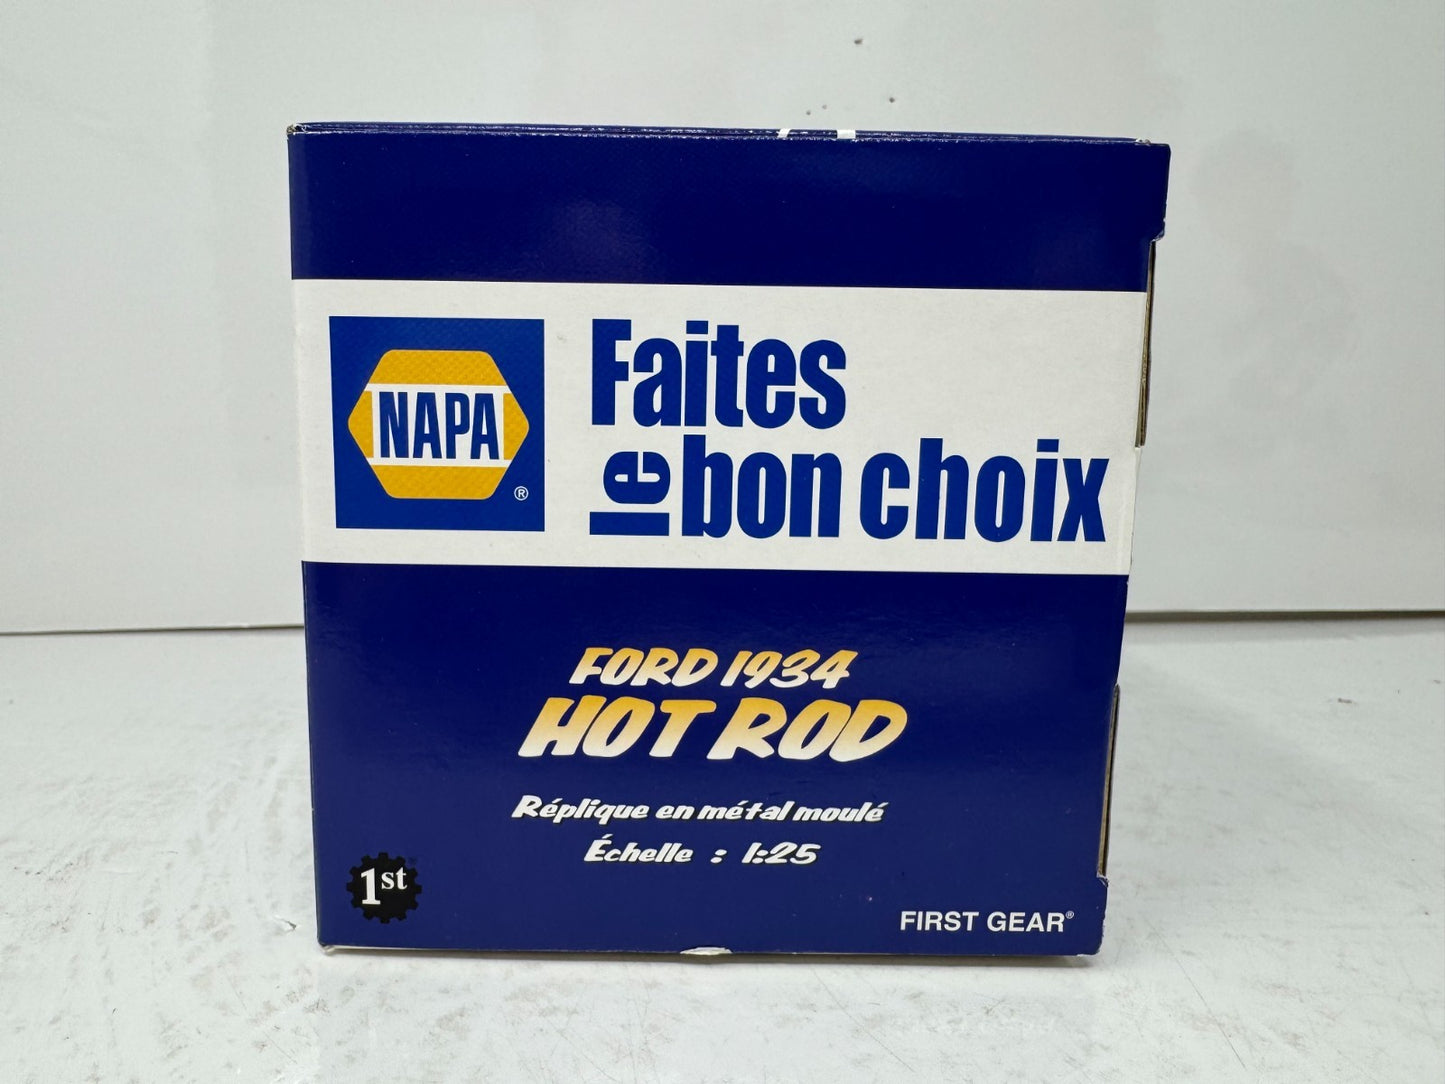 NAPA®
Faites
le bon choix
FORD 1934
HOT ROD
Réplique en métal moulé
Échelle : 1:25
1st
FIRST GEAR®